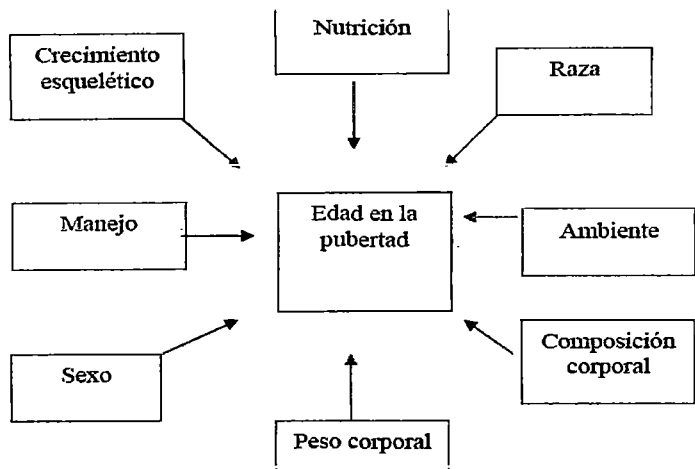 Nutrición
Crecimiento
esquelético
Raza
Manejo
Edad en la
pubertad
Ambiente
Sexo
Composición
corporal
Peso corporal